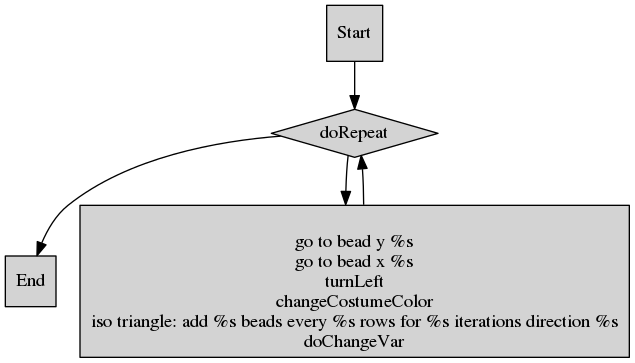 Start
doRepeat
go to bead y %s
go to bead x %s
turnLeft
changeCostumeColor
iso triangle: add %s beads every %s rows for %s iterations direction %s
doChangeVar
End